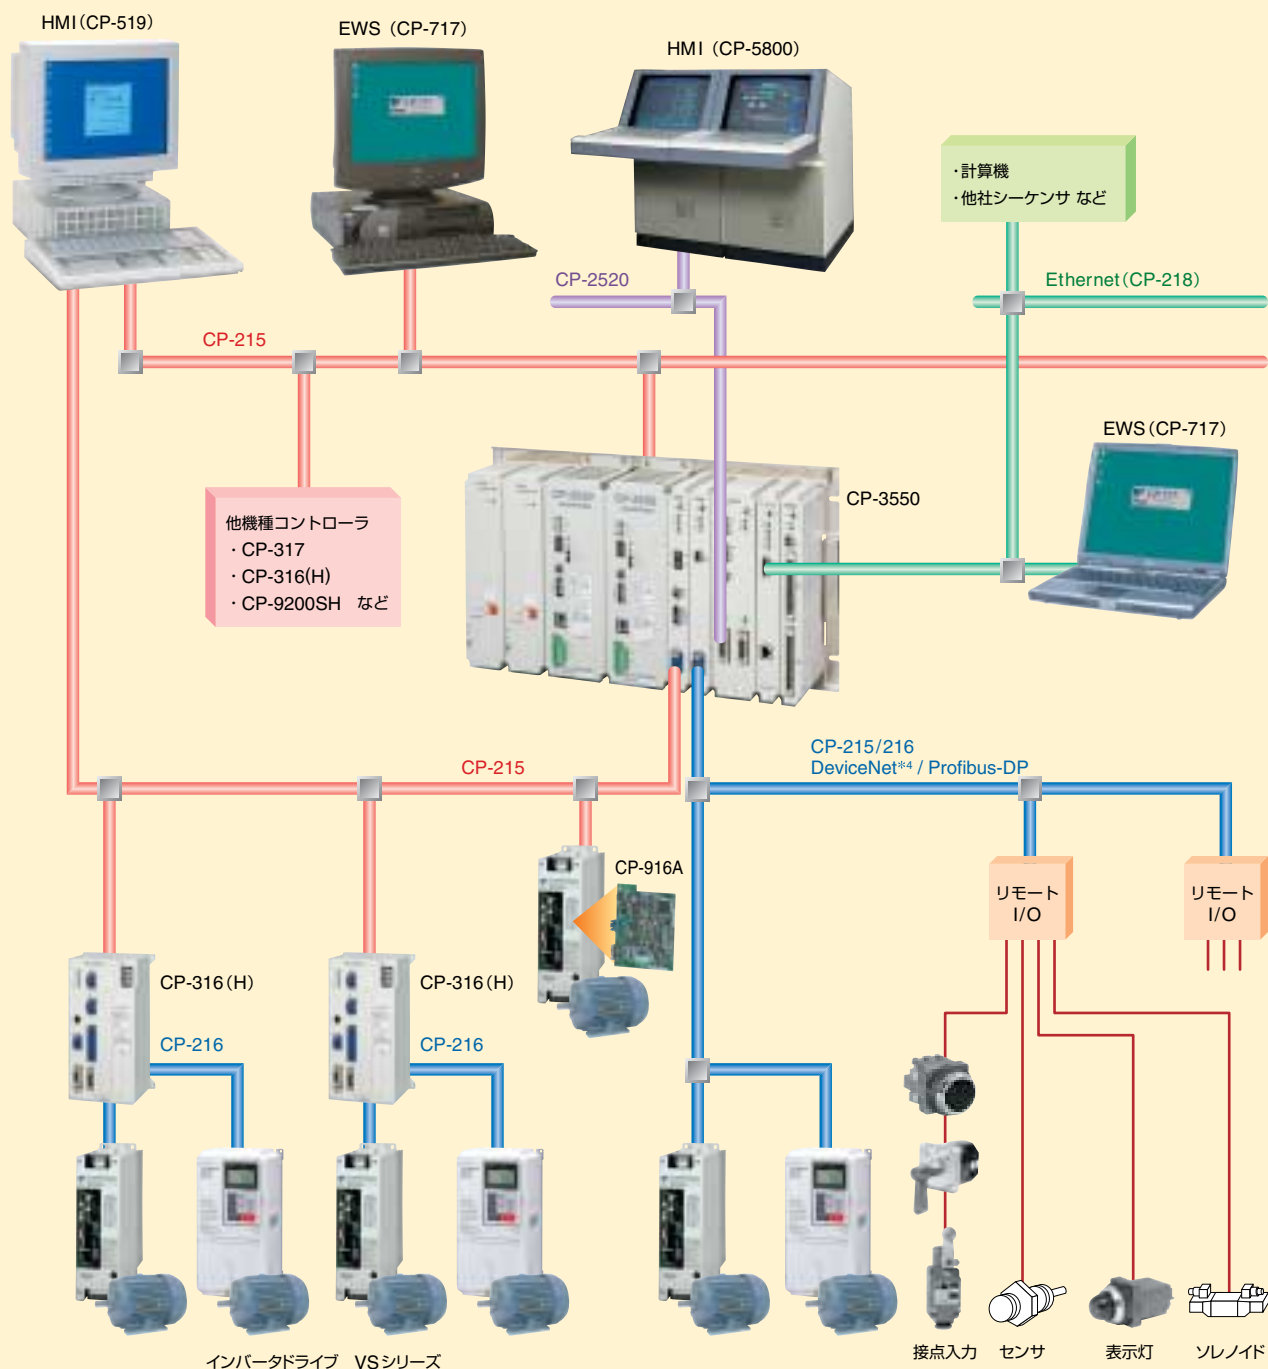 HMI(CP-519)
EWS (CP-717)
HMI (CP-5800)
・計算機
・他社シーケンサ など
CP-2520
Ethernet(CP-218)
CP-215
EWS(CP-717)
CP-3550
他機種コントローラ
・CP-317
・CP-316(H)
・CP-9200SH など
CP-215/216
DeviceNet*4 / Profibus-DP
CP-215
CP-916A
リモート
I/O
リモート
I/O
CP-316(H)
CP-316(H)
CP-216
CP-216
接点入力
センサ
表示灯
ソレノイド
インバータドライブ VSシリーズ